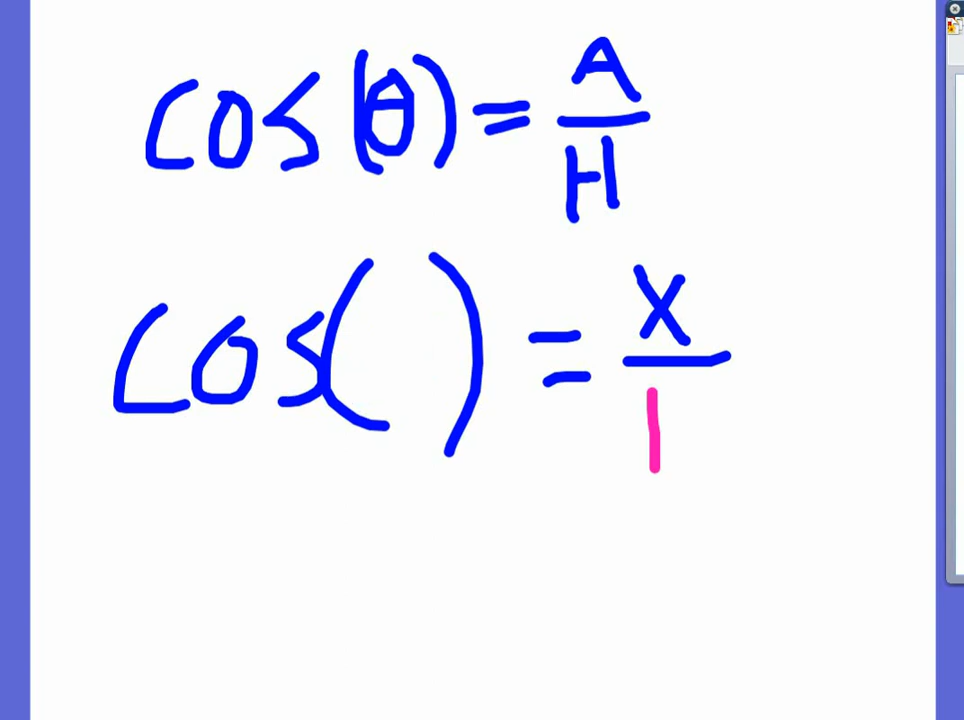 cos(θ) = A/H
cos( ) = X/1